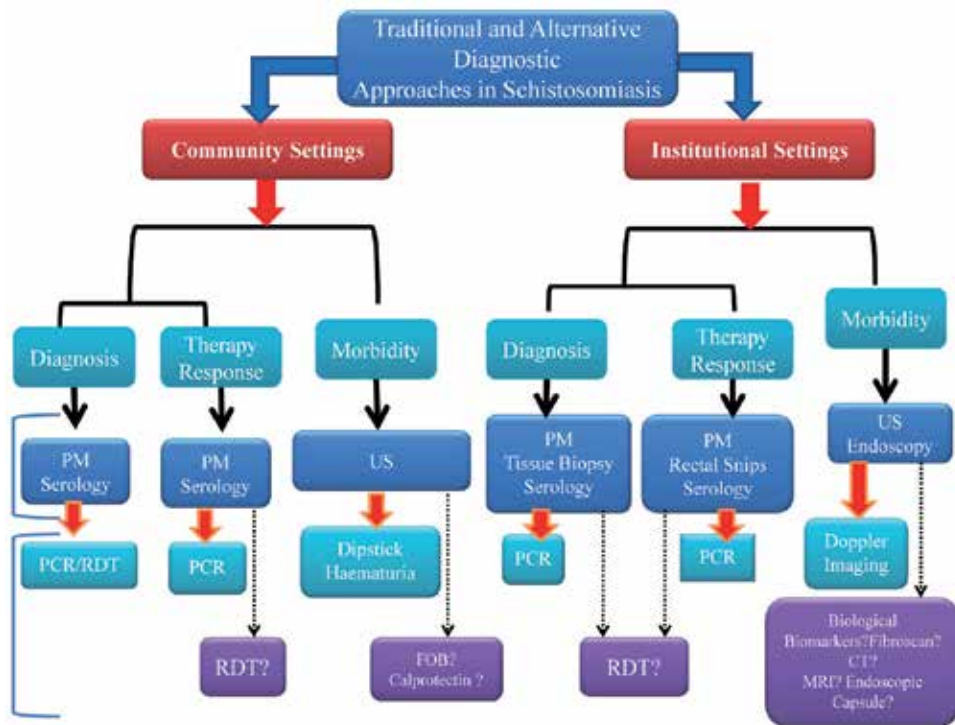 Traditional and Alternative
Diagnostic
Approaches in Schistosomiasis
Community Settings
Institutional Settings
Diagnosis
Therapy
Response
Morbidity
Diagnosis
Therapy
Response
Morbidity
PM
Serology
PM
Serology
US
PM
Tissue Biopsy
Serology
PM
Rectal Snips
Serology
US
Endoscopy
PCR/RDT
PCR
Dipstick
Haematuria
PCR
PCR
Doppler
Imaging
RDT?
FOB?
Calprotectin ?
RDT?
Biological
Biomarkers?Fibroscan?
CT?
MRI? Endoscopic
Capsule?